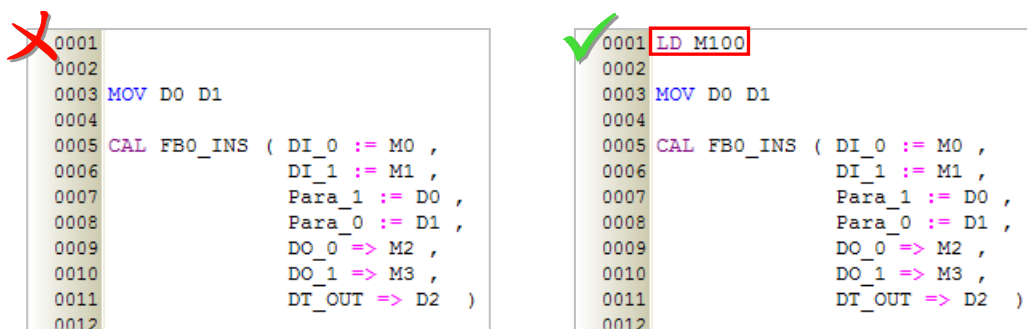 0001
0002
0003 MOV D0 D1
0004
0005 CAL FB0_INS ( DI_0 := M0 ,
0006 DI_1 := M1 ,
0007 Para_1 := D0 ,
0008 Para_0 := D1 ,
0009 DO_0 => M2 ,
0010 DO_1 => M3 ,
0011 DT_OUT => D2 )
0012
0001 LD M100
0002
0003 MOV D0 D1
0004
0005 CAL FB0_INS ( DI_0 := M0 ,
0006 DI_1 := M1 ,
0007 Para_1 := D0 ,
0008 Para_0 := D1 ,
0009 DO_0 => M2 ,
0010 DO_1 => M3 ,
0011 DT_OUT => D2 )
0012